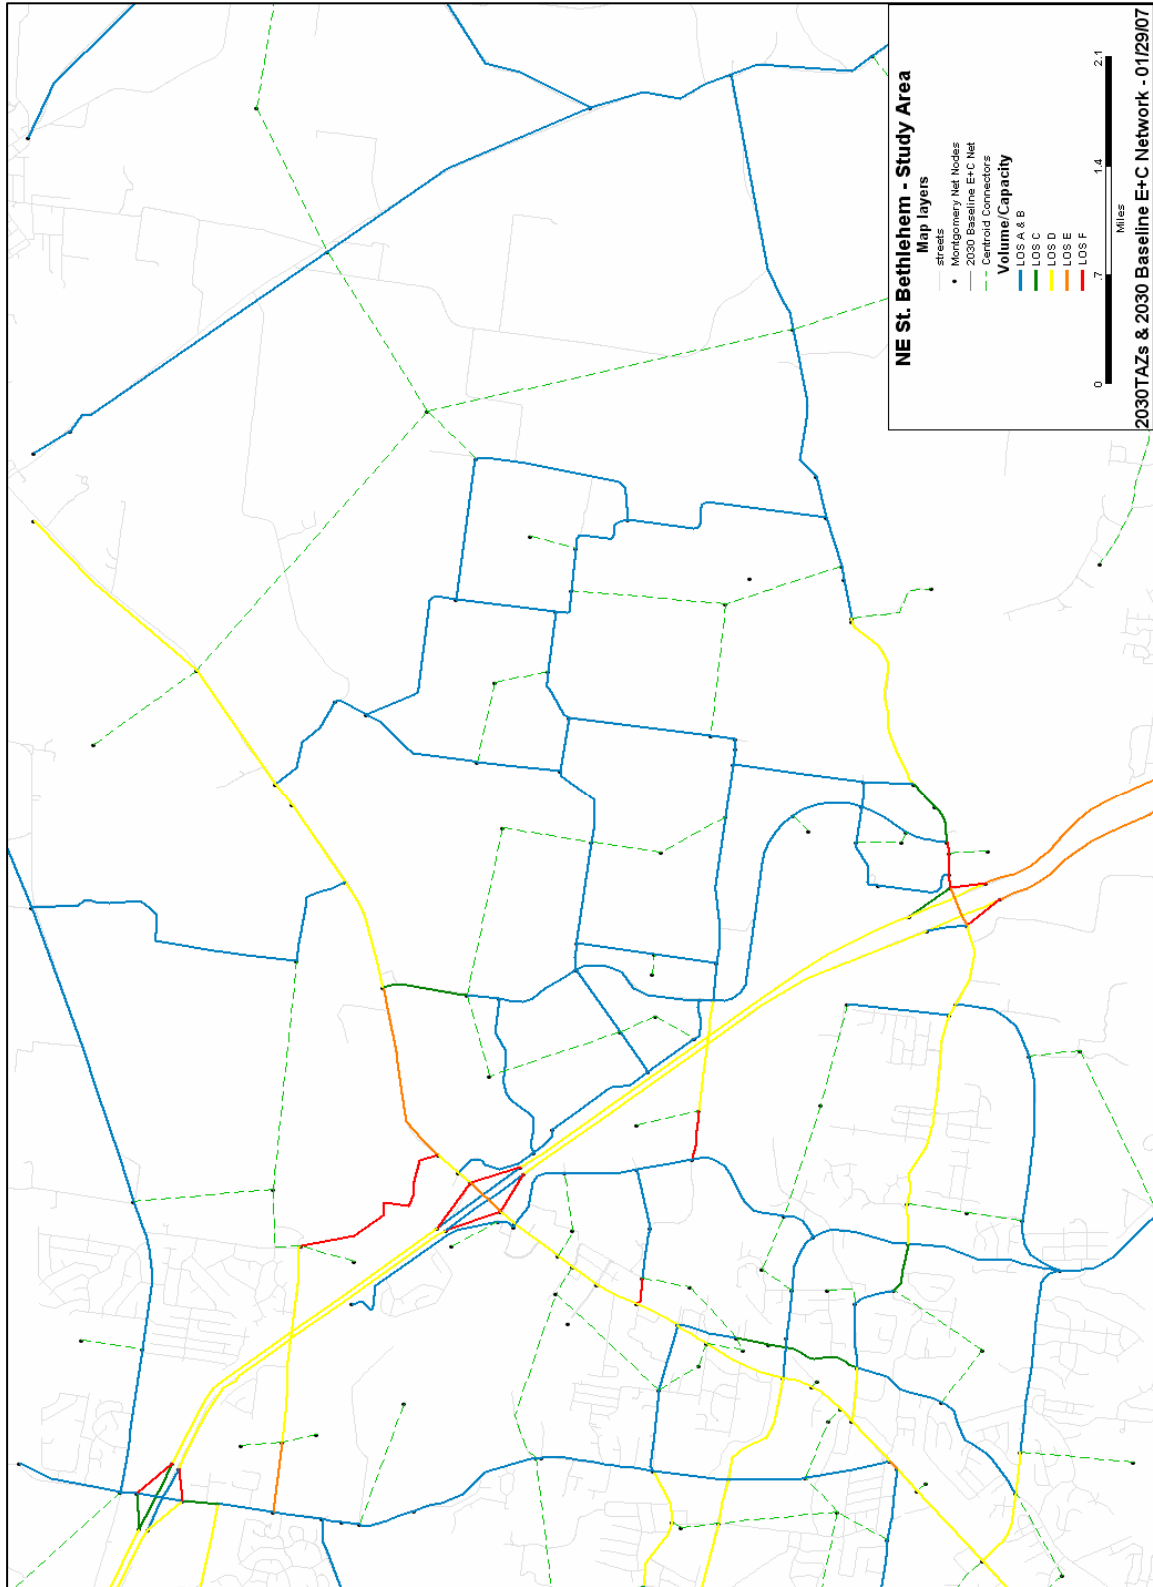 NE St. Bethlehem - Study Area
Map layers
streets
Montgomery Net Nodes
2030 Baseline E+C Net
Centroid Connectors
Volume/Capacity
LOS A & B
LOS C
LOS D
LOS E
LOS F
0 .7 1.4 2.1
Miles
2030TAZs & 2030 Baseline E+C Network - 01/29/07